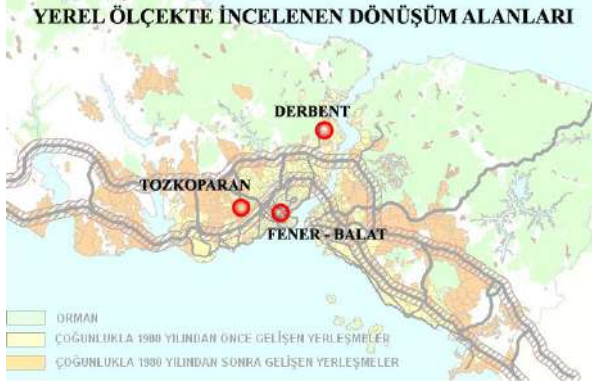 YEREL ÖLÇEKTE İNCELENEN DÖNÜŞÜM ALANLARI
DERBENT
TOZKOPARAN
FENER - BALAT
ORMAN
ÇOĞUNLUKLA 1980 YILINDAN ÖNCE GELİŞEN YERLEŞMELER
ÇOĞUNLUKLA 1980 YILINDAN SONRA GELİŞEN YERLEŞMELER